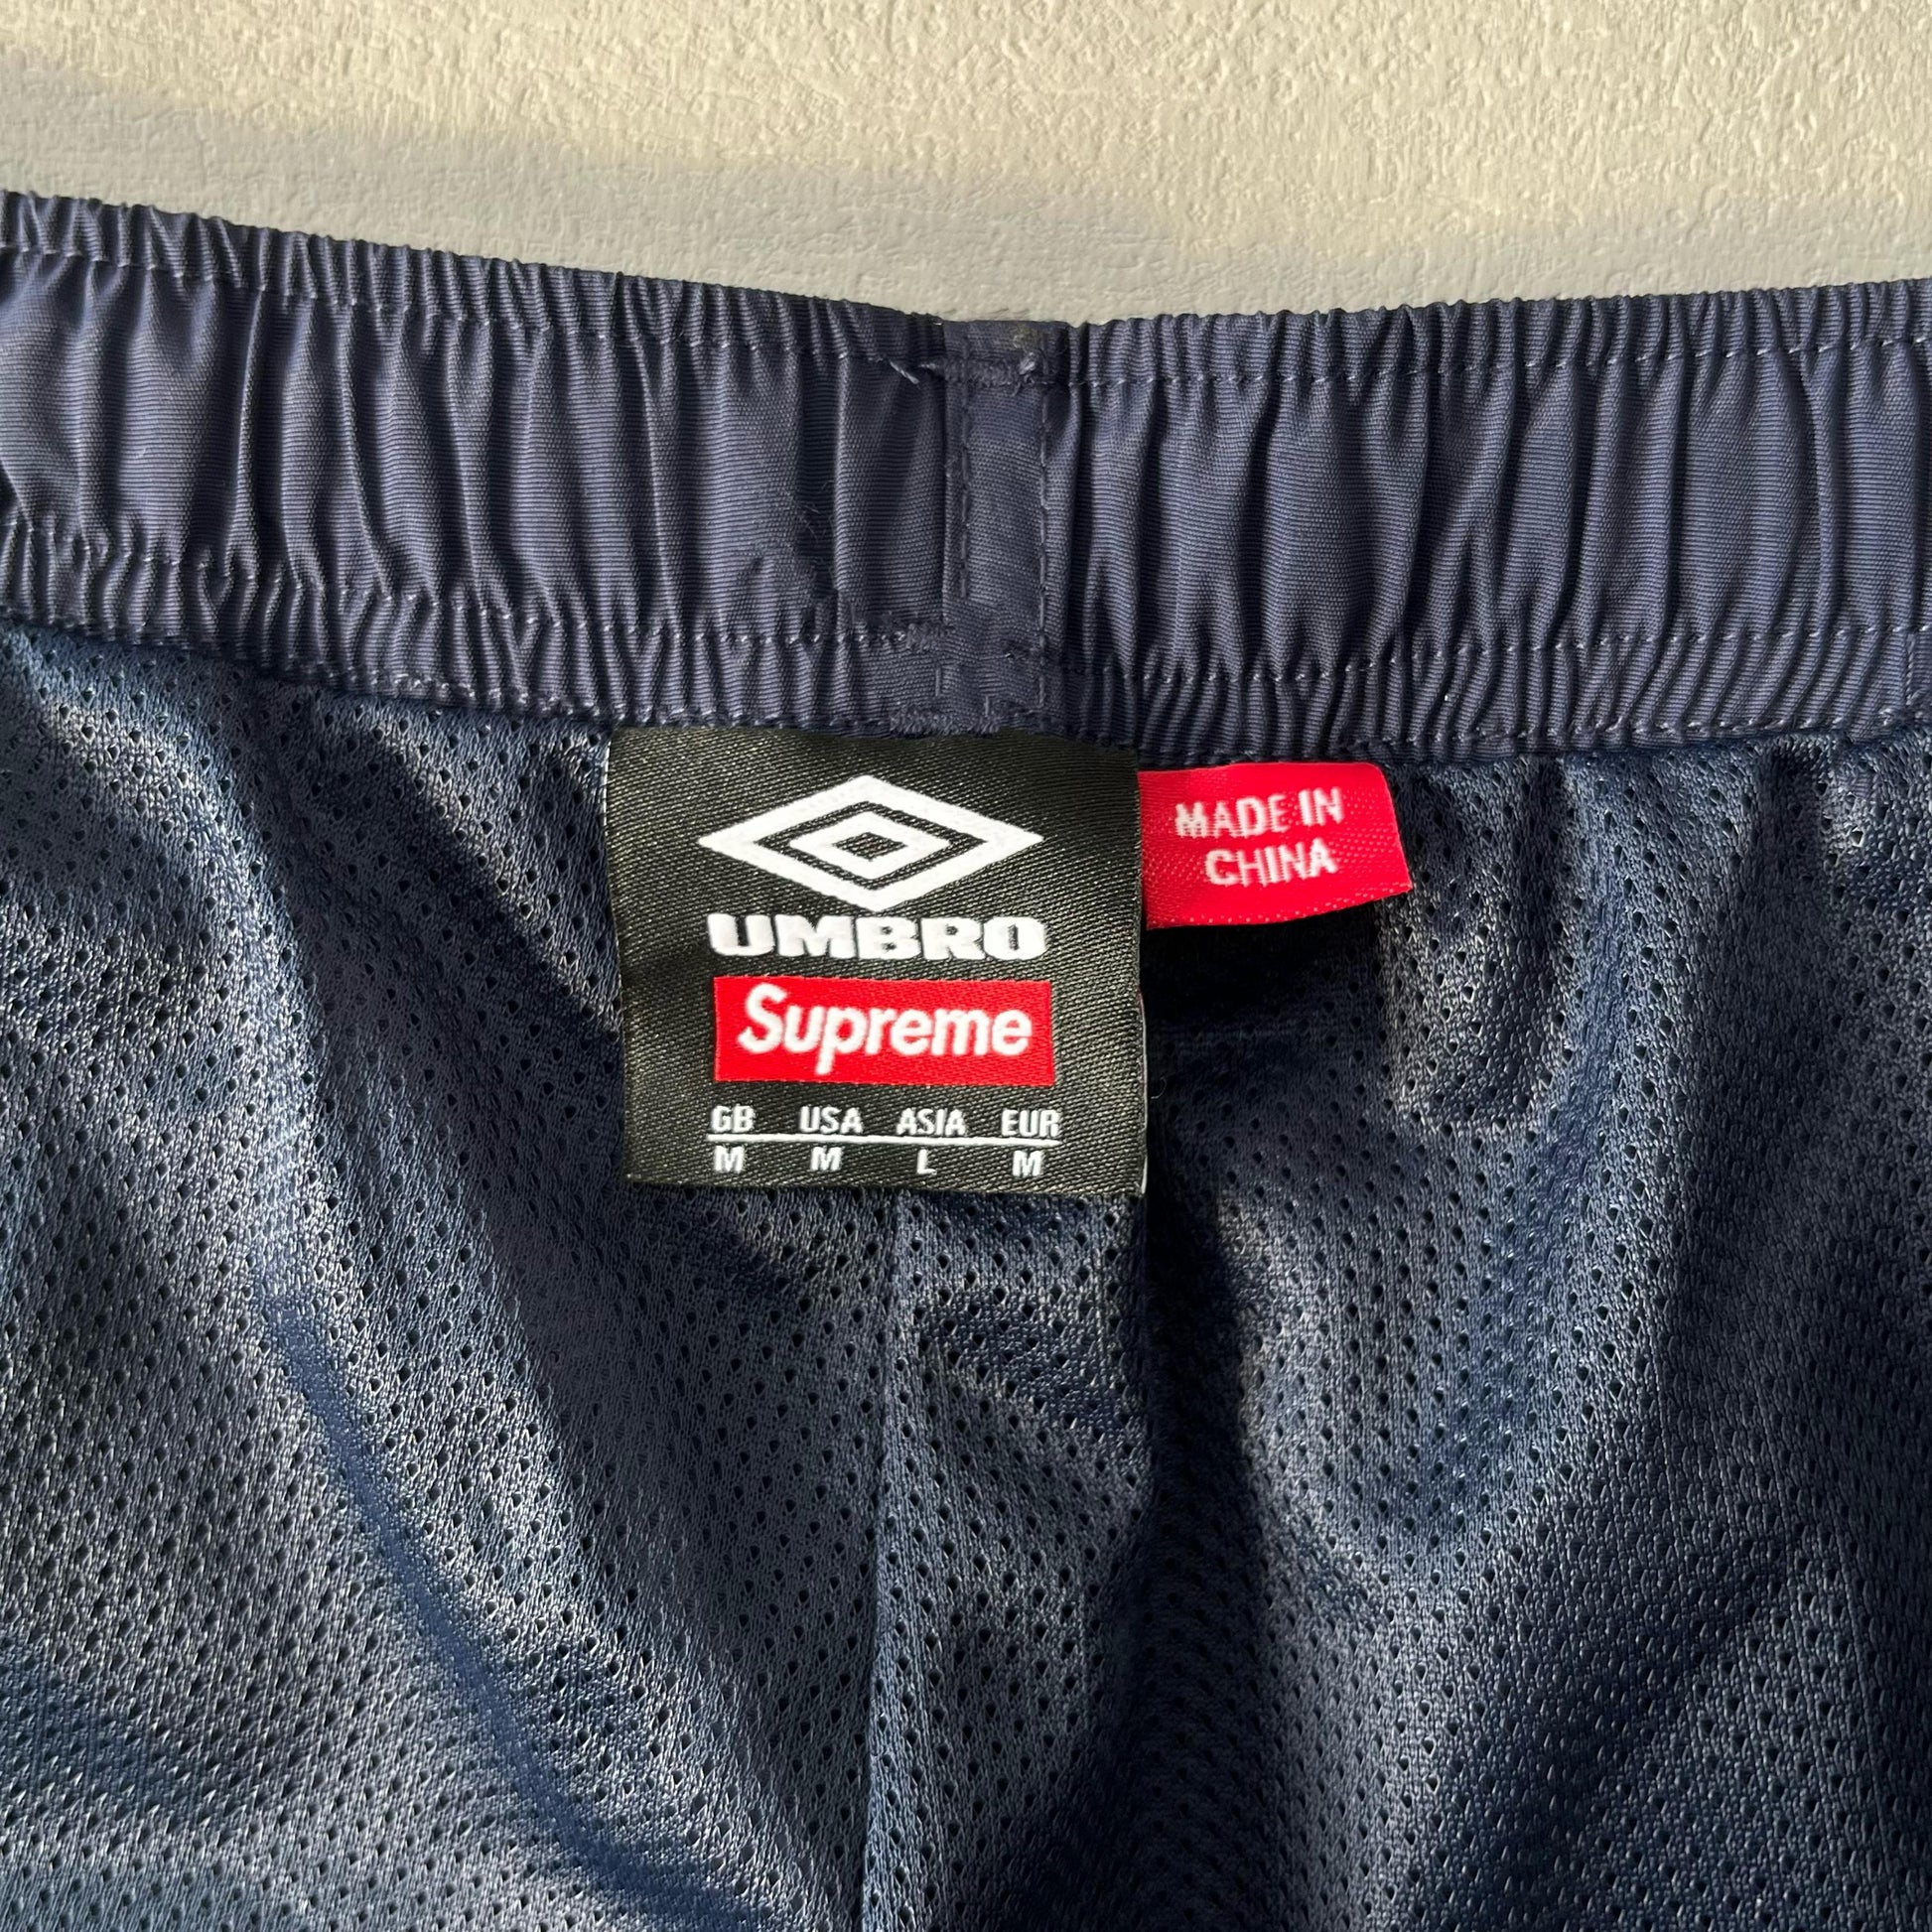 UMBRO
Supreme
GB USA ASIA EUR
M M L M
MADE IN
CHINA